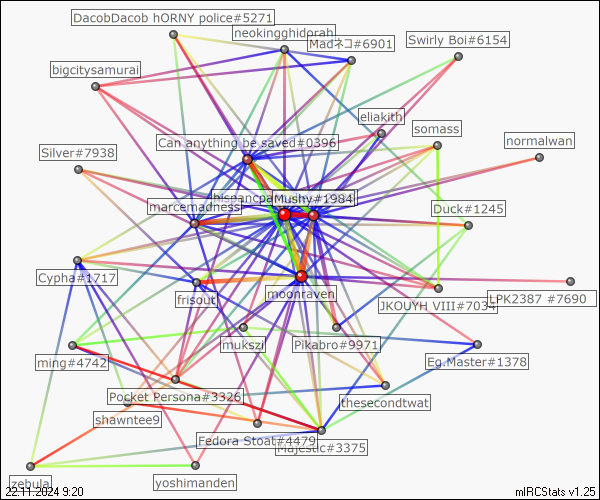 DacobDacob hORNY police#5271
neokingghidorah
Madネコ#6901
Swirly Boi#6154
bigcitysamurai
eliakith
somass
Can anything be saved#0396
normalwan
Silver#7938
hispancpa
Mushy#1984
marcemadness
Duck#1245
Cypha#1717
moonraven
frisout
JKOUYH VIII#7034
LPK2387 #7690
mukszi
Pikabro#9971
ming#4742
Eg.Master#1378
Pocket Persona#3326
thesecondtwat
shawntee9
Fedora Stoat#4479
Majestic#3375
zebula
yoshimanden
22.11.2024 9:20
mIRCStats v1.25